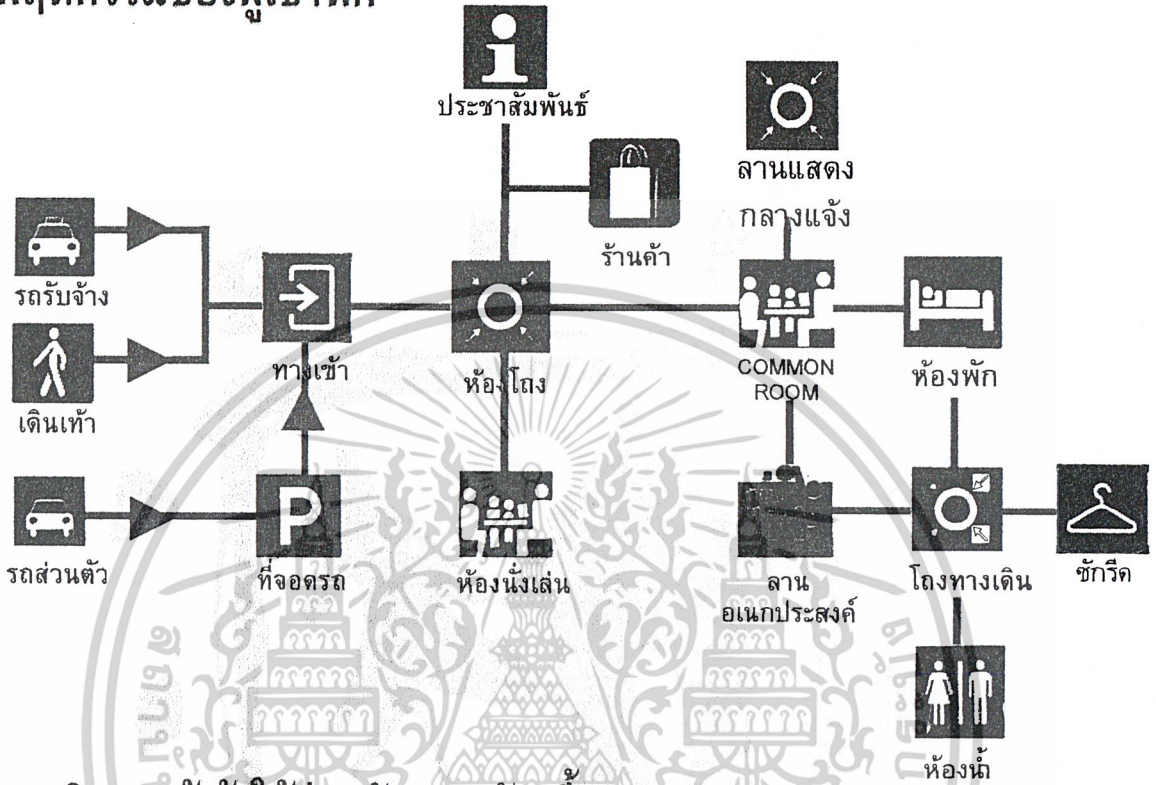 ประชาสัมพันธ์
ลานแสดง
กลางแจ้ง
ร้านค้า
รถรับจ้าง
ทางเข้า
ห้องโถง
COMMON
ROOM
ห้องพัก
เดินเท้า
P
รถส่วนตัว
ที่จอดรถ
ห้องนั่งเล่น
ลาน
อเนกประสงค์
โถงทางเดิน
ซักรีด
ห้องน้ำ